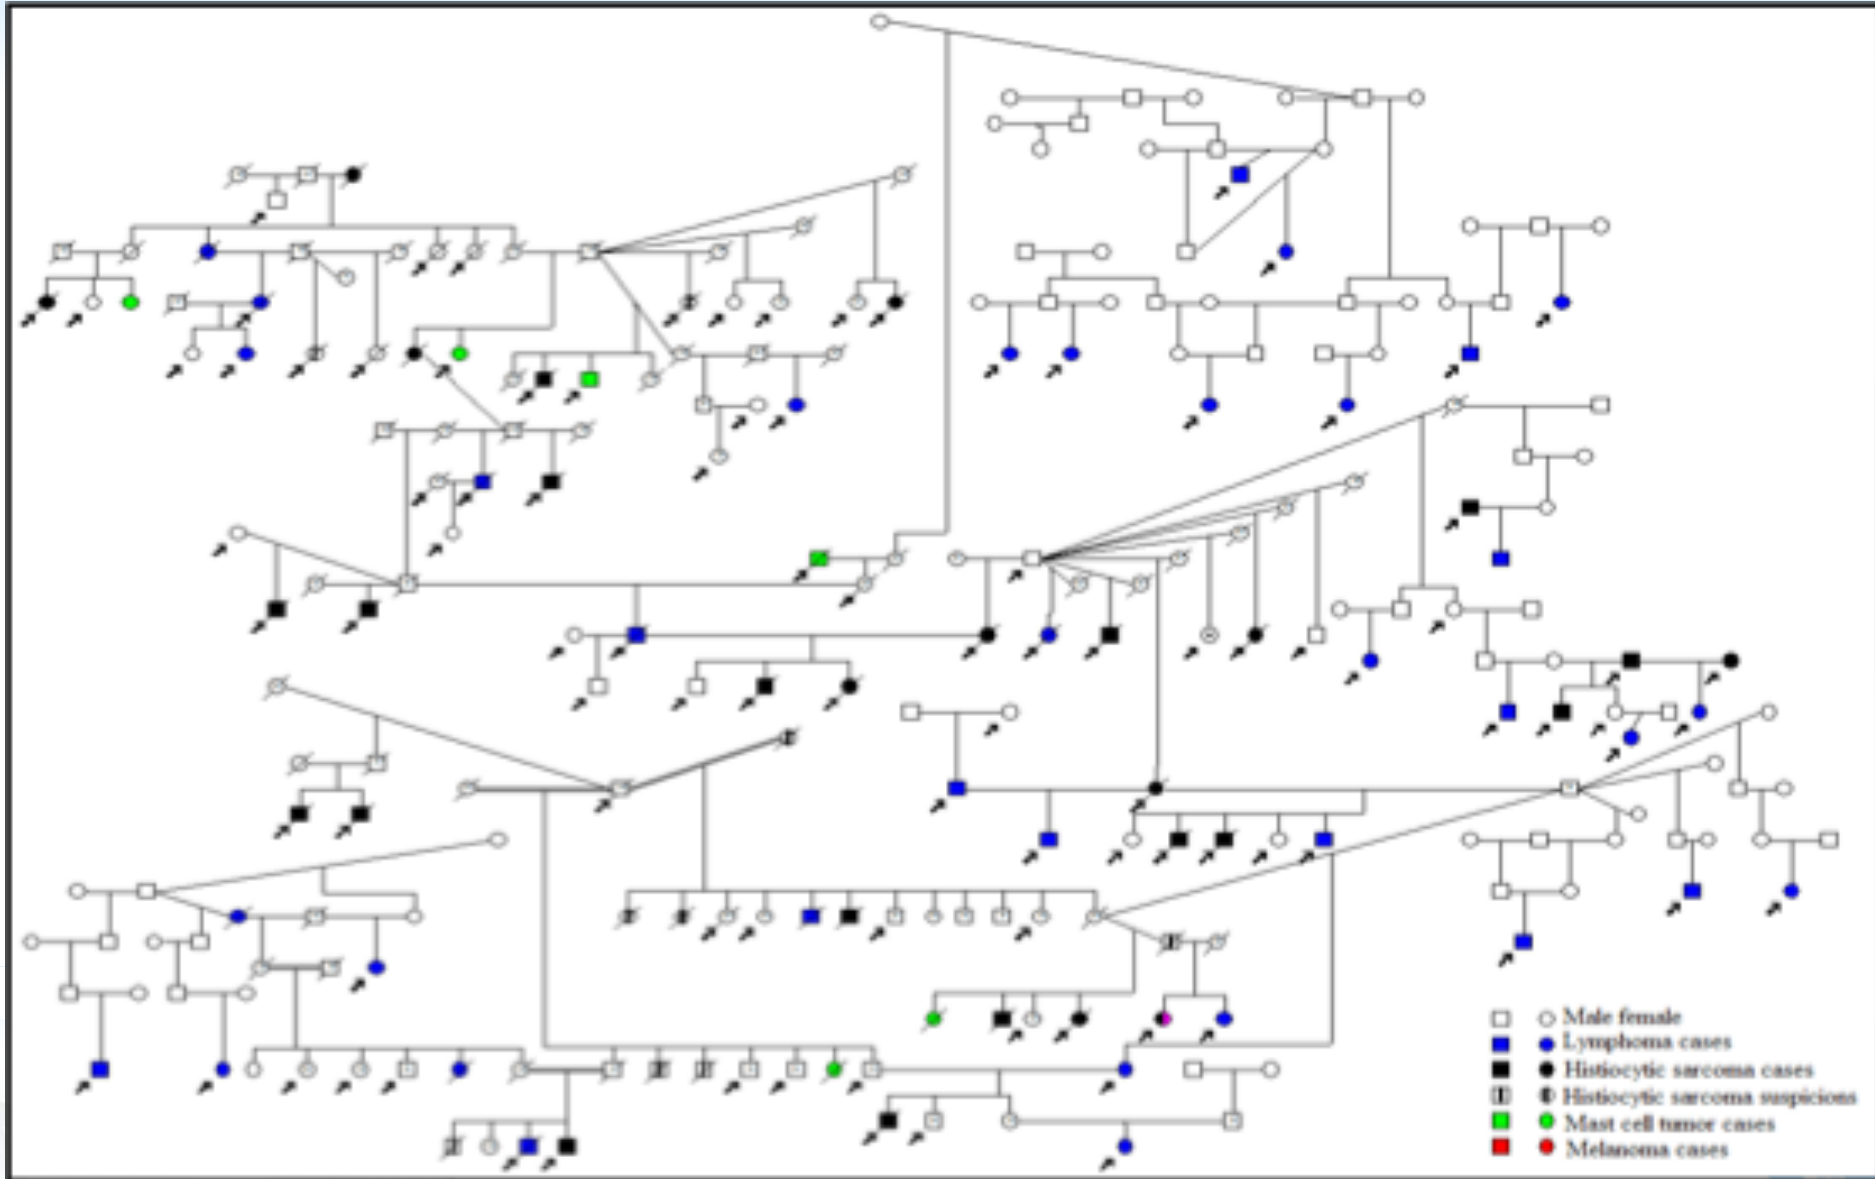 Male female
Lymphoma cases
Histiocytic sarcoma cases
Histiocytic sarcoma suspicions
Mast cell tumor cases
Melanoma cases